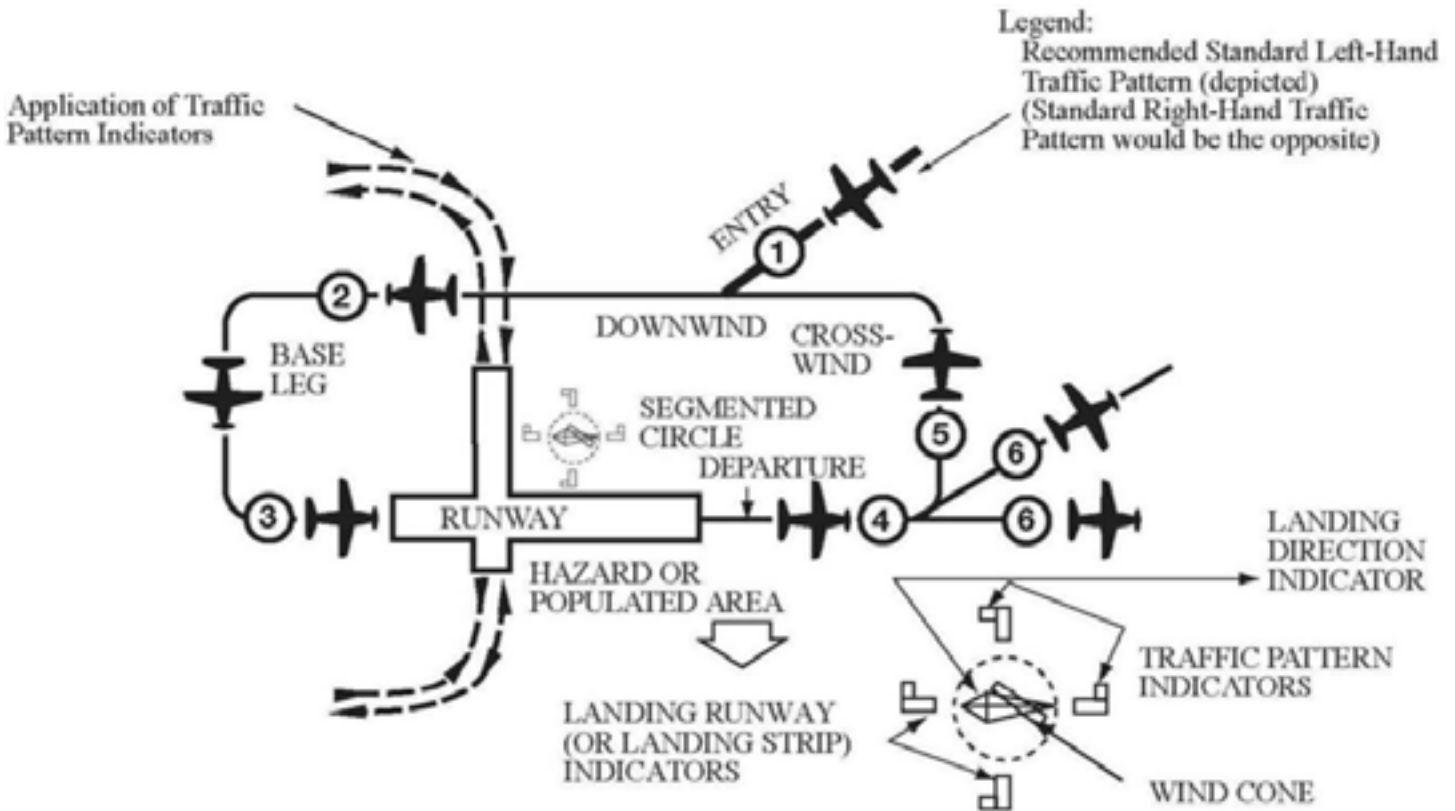 Legend:
Recommended Standard Left-Hand
Traffic Pattern (depicted)
(Standard Right-Hand Traffic
Pattern would be the opposite)
Application of Traffic
Pattern Indicators
ENTRY
1
2
DOWNWIND
CROSS-
WIND
BASE
LEG
SEGMENTED
CIRCLE
5
6
DEPARTURE
3
RUNWAY
4
6
LANDING
DIRECTION
INDICATOR
HAZARD OR
POPULATED AREA
TRAFFIC PATTERN
INDICATORS
LANDING RUNWAY
(OR LANDING STRIP)
INDICATORS
WIND CONE